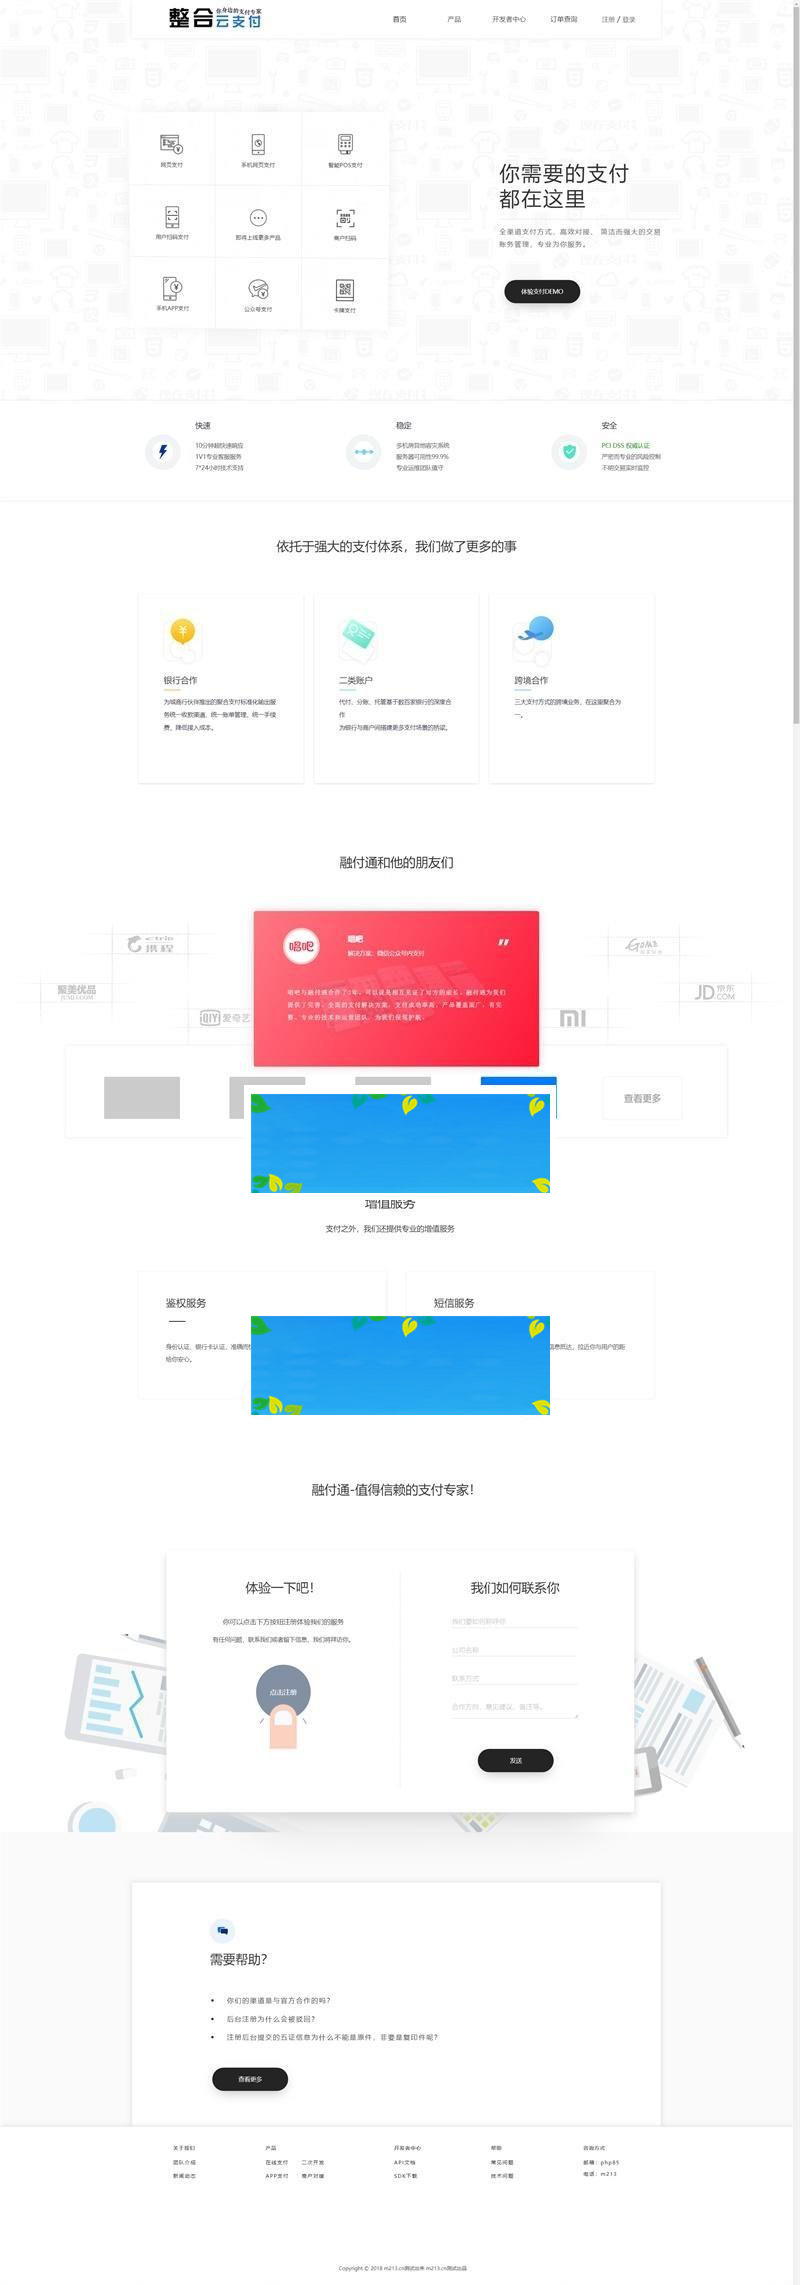 整合云支付
你身边的支付专家
首页
产品
开发者中心
订单查询
注册 / 登录
网页支付
手机网页支付
智能POS支付
用户扫码支付
即将上线更多产品
商户扫码
手机APP支付
公众号支付
卡牌支付
你需要的支付
都在这里
全渠道支付方式、高效对接、 简洁而强大的交易
账务管理，专业为你服务。
体验支付DEMO
快速
10分钟超快速响应
1V1专业客服服务
7*24小时技术支持
稳定
多机房异地容灾系统
服务器可用性99.9%
专业运维团队值守
安全
PCI DSS 权威认证
严密而专业的风险控制
不明交易实时监控
依托于强大的支付体系，我们做了更多的事
银行合作
为城商行伙伴推出的聚合支付标准化输出服
务统一收款渠道，统一账单管理，统一手续
费，降低接入成本。
二类账户
代付、分账、托管基于数百家银行的深度合
作
为银行与商户间搭建更多支付场景的桥梁。
跨境合作
三大支付方式的跨境业务，在这里聚合为
一。
融付通和他的朋友们
ctrip
携程
聚美优品
JUMEI.COM
iQIYI 爱奇艺
唱吧
唱吧
解决方案：微信公众号内支付
唱吧与融付通合作了3年，可以说是相互见证了对方的成长。融付通为我们
提供了完善、全面的支付解决方案，支付成功率高，产品覆盖面广，有完
整、专业的技术和运营团队，为我们保驾护航。
GOME
JD 京东
.COM
MI
查看更多
增值服务
支付之外，我们还提供专业的增值服务
鉴权服务
身份认证、银行卡认证，准确而快
给你安心。
短信服务
信息抵达，拉近你与用户的距
融付通-值得信赖的支付专家！
体验一下吧！
你可以点击下方按钮注册体验我们的服务
有任何问题，联系我们或者留下信息，我们将拜访你。
点击注册
我们如何联系你
我们要如何称呼你
公司名称
联系方式
合作方向、意见建议、备注等。
发送
需要帮助？
你们的渠道是与官方合作的吗？
后台注册为什么会被驳回？
注册后台提交的五证信息为什么不能是原件，非要是复印件呢？
查看更多
关于我们
团队介绍
新闻动态
产品
在线支付
二次开发
APP支付
商户对接
开发者中心
API文档
SDK下载
帮助
常见问题
技术问题
咨询方式
邮箱：php85
电话：m213
Copyright © 2018 m213.cn测试出来 m213.cn测试出品